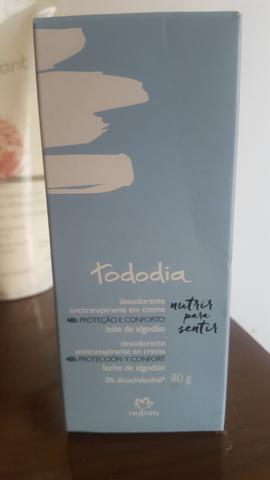 ant
tododia
desodorante
antitranspirante em creme
48h PROTEÇÃO E CONFORTO
leite de algodão
desodorante
antitranspirante en crema
48h PROTECCIÓN Y CONFORT
leche de algodón
0% álcool/alcohol* 80 g
nutrir
para
sentir
natura